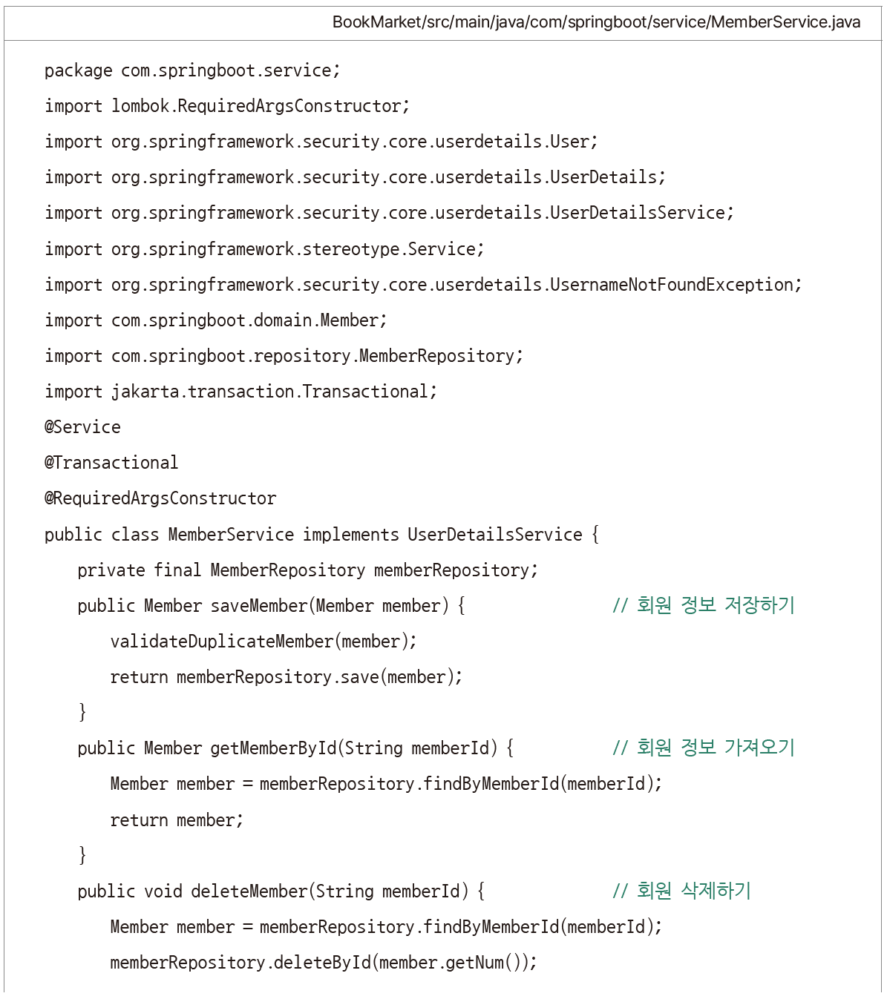 BookMarket/src/main/java/com/springboot/service/MemberService.java
package com.springboot.service;
import lombok.RequiredArgsConstructor;
import org.springframework.security.core.userdetails.User;
import org.springframework.security.core.userdetails.UserDetails;
import org.springframework.security.core.userdetails.UserDetailsService;
import org.springframework.stereotype.Service;
import org.springframework.security.core.userdetails.UsernameNotFoundException;
import com.springboot.domain.Member;
import com.springboot.repository.MemberRepository;
import jakarta.transaction.Transactional;
@Service
@Transactional
@RequiredArgsConstructor
public class MemberService implements UserDetailsService {
    private final MemberRepository memberRepository;
    public Member saveMember(Member member) {    // 회원 정보 저장하기
        validateDuplicateMember(member);
        return memberRepository.save(member);
    }
    public Member getMemberById(String memberId) {    // 회원 정보 가져오기
        Member member = memberRepository.findByMemberId(memberId);
        return member;
    }
    public void deleteMember(String memberId) {    // 회원 삭제하기
        Member member = memberRepository.findByMemberId(memberId);
        memberRepository.deleteById(member.getNum());